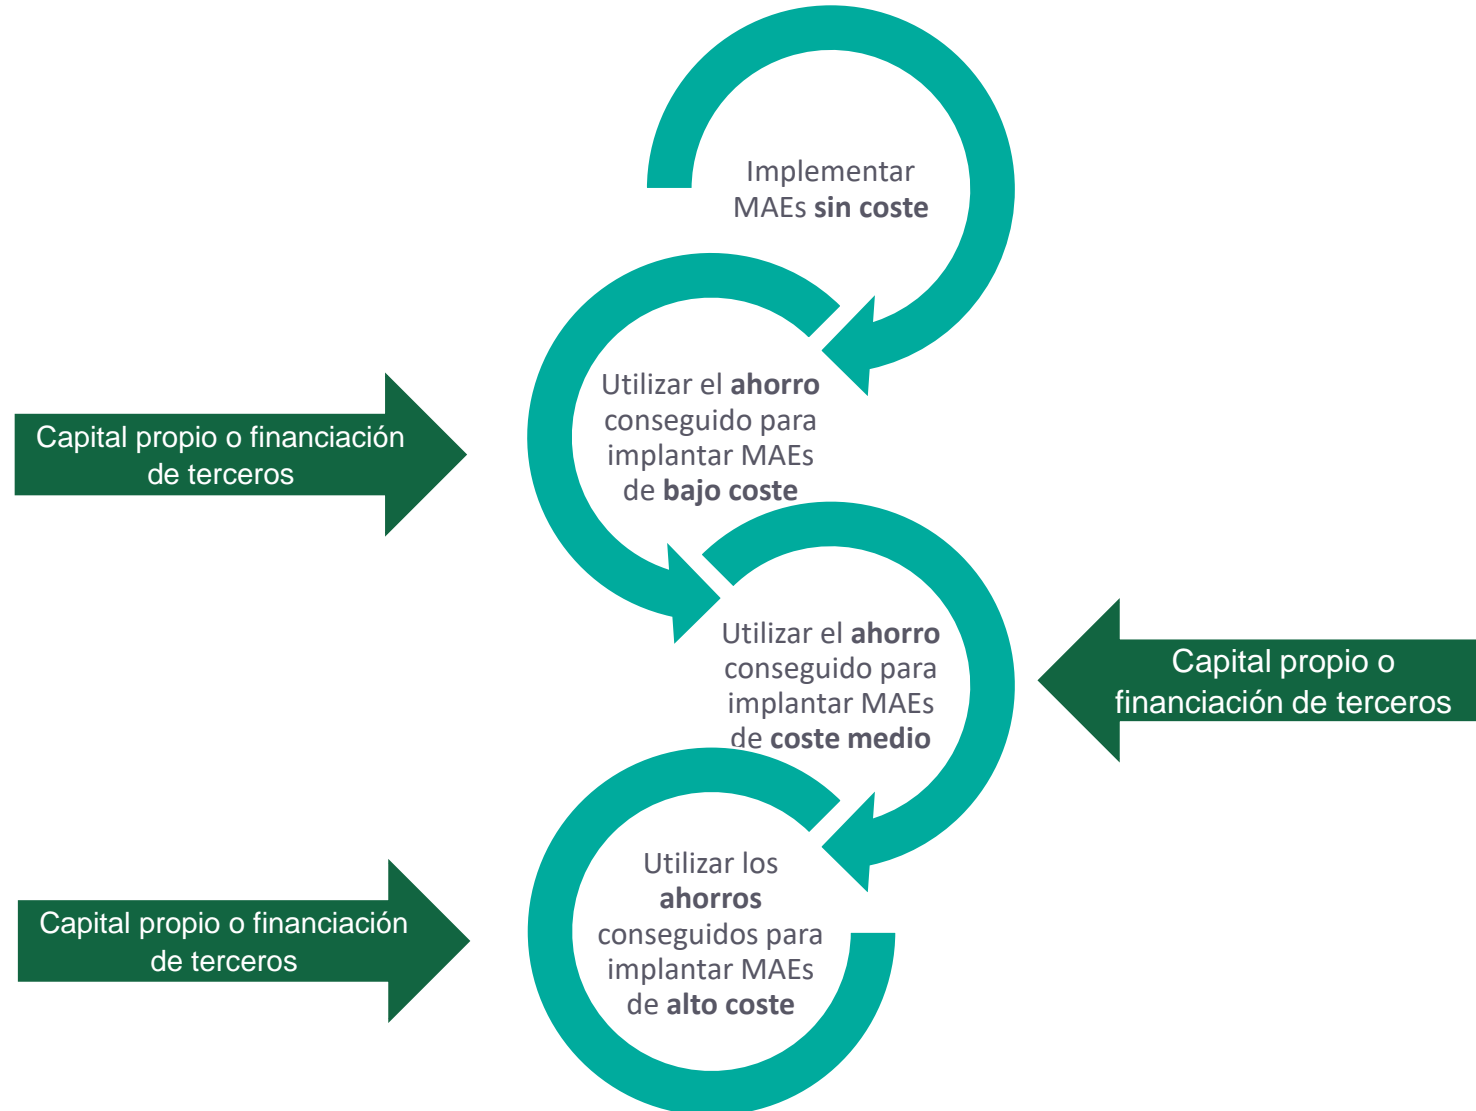 Implementar
MAEs sin coste
Utilizar el ahorro
conseguido para
implantar MAEs
de bajo coste
Capital propio o financiación
de terceros
Utilizar el ahorro
conseguido para
implantar MAEs
de coste medio
Capital propio o
financiación de terceros
Utilizar los
ahorros
conseguidos para
implantar MAEs
de alto coste
Capital propio o financiación
de terceros